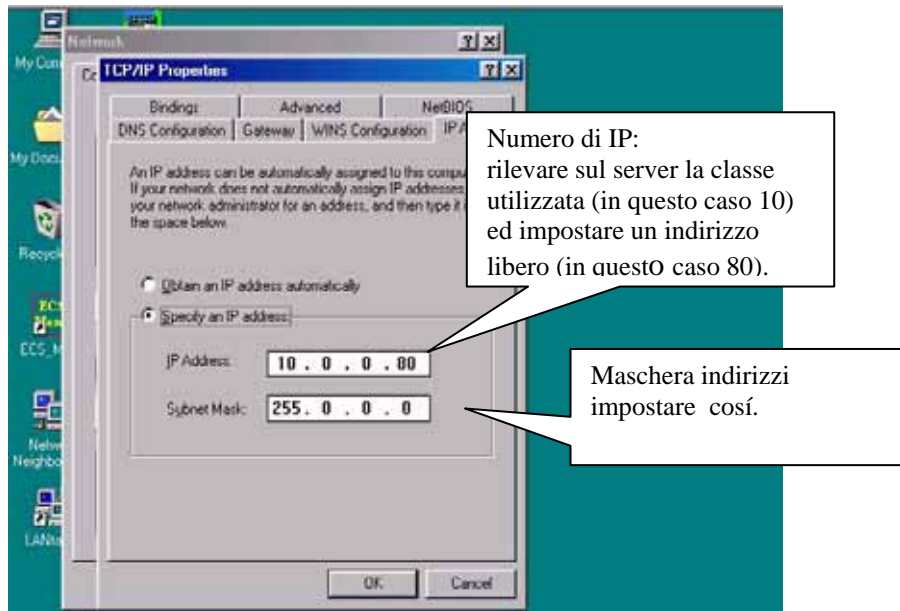 Network
My Com
Co
TCP/IP Properties
Bindings
Advanced
NetBIOS
DNS Configuration
Gateway
WINS Configuration
IP A
An IP address can be automatically assigned to this compu
If your network does not automatically assign IP addresses,
your network administrator for an address, and then type it i
the space below.
Obtain an IP address automatically
Specify an IP address:
IP Address:
10 . 0 . 0 . 80
Subnet Mask:
255 . 0 . 0 . 0
OK
Cancel
My Docu
Recycl
ECS_M
Netw
Neighbo
LANta
Numero di IP:
rilevare sul server la classe
utilizzata (in questo caso 10)
ed impostare un indirizzo
libero (in questo caso 80).
Maschera indirizzi
impostare cosí.